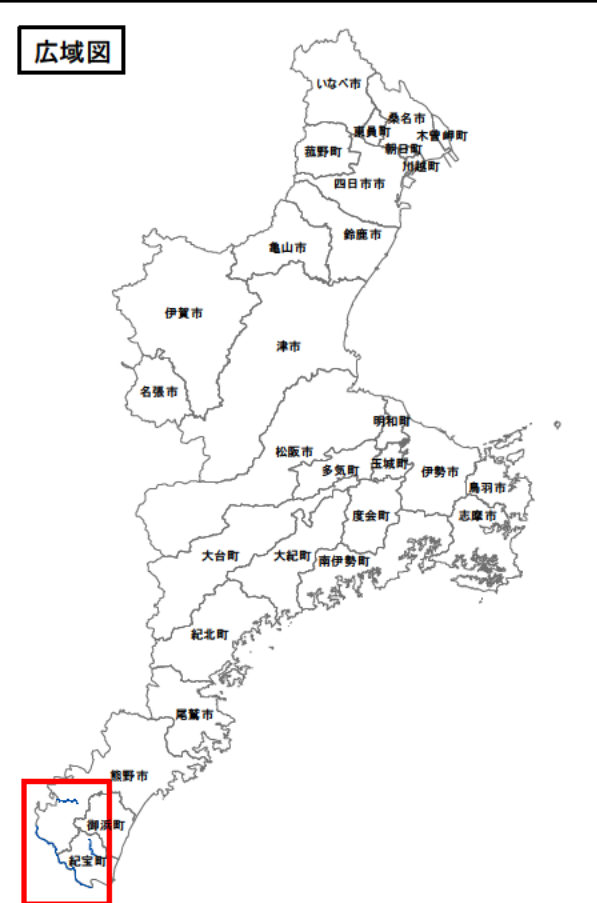 広域図
いなべ市
桑名市
東員町
木曽岬町
朝日町
菰野町
川越町
四日市市
鈴鹿市
亀山市
伊賀市
津市
名張市
明和町
松阪市
玉城町
多気町
伊勢市
鳥羽市
度会町
志摩市
大台町
大紀町
南伊勢町
紀北町
尾鷲市
熊野市
御浜町
紀宝町